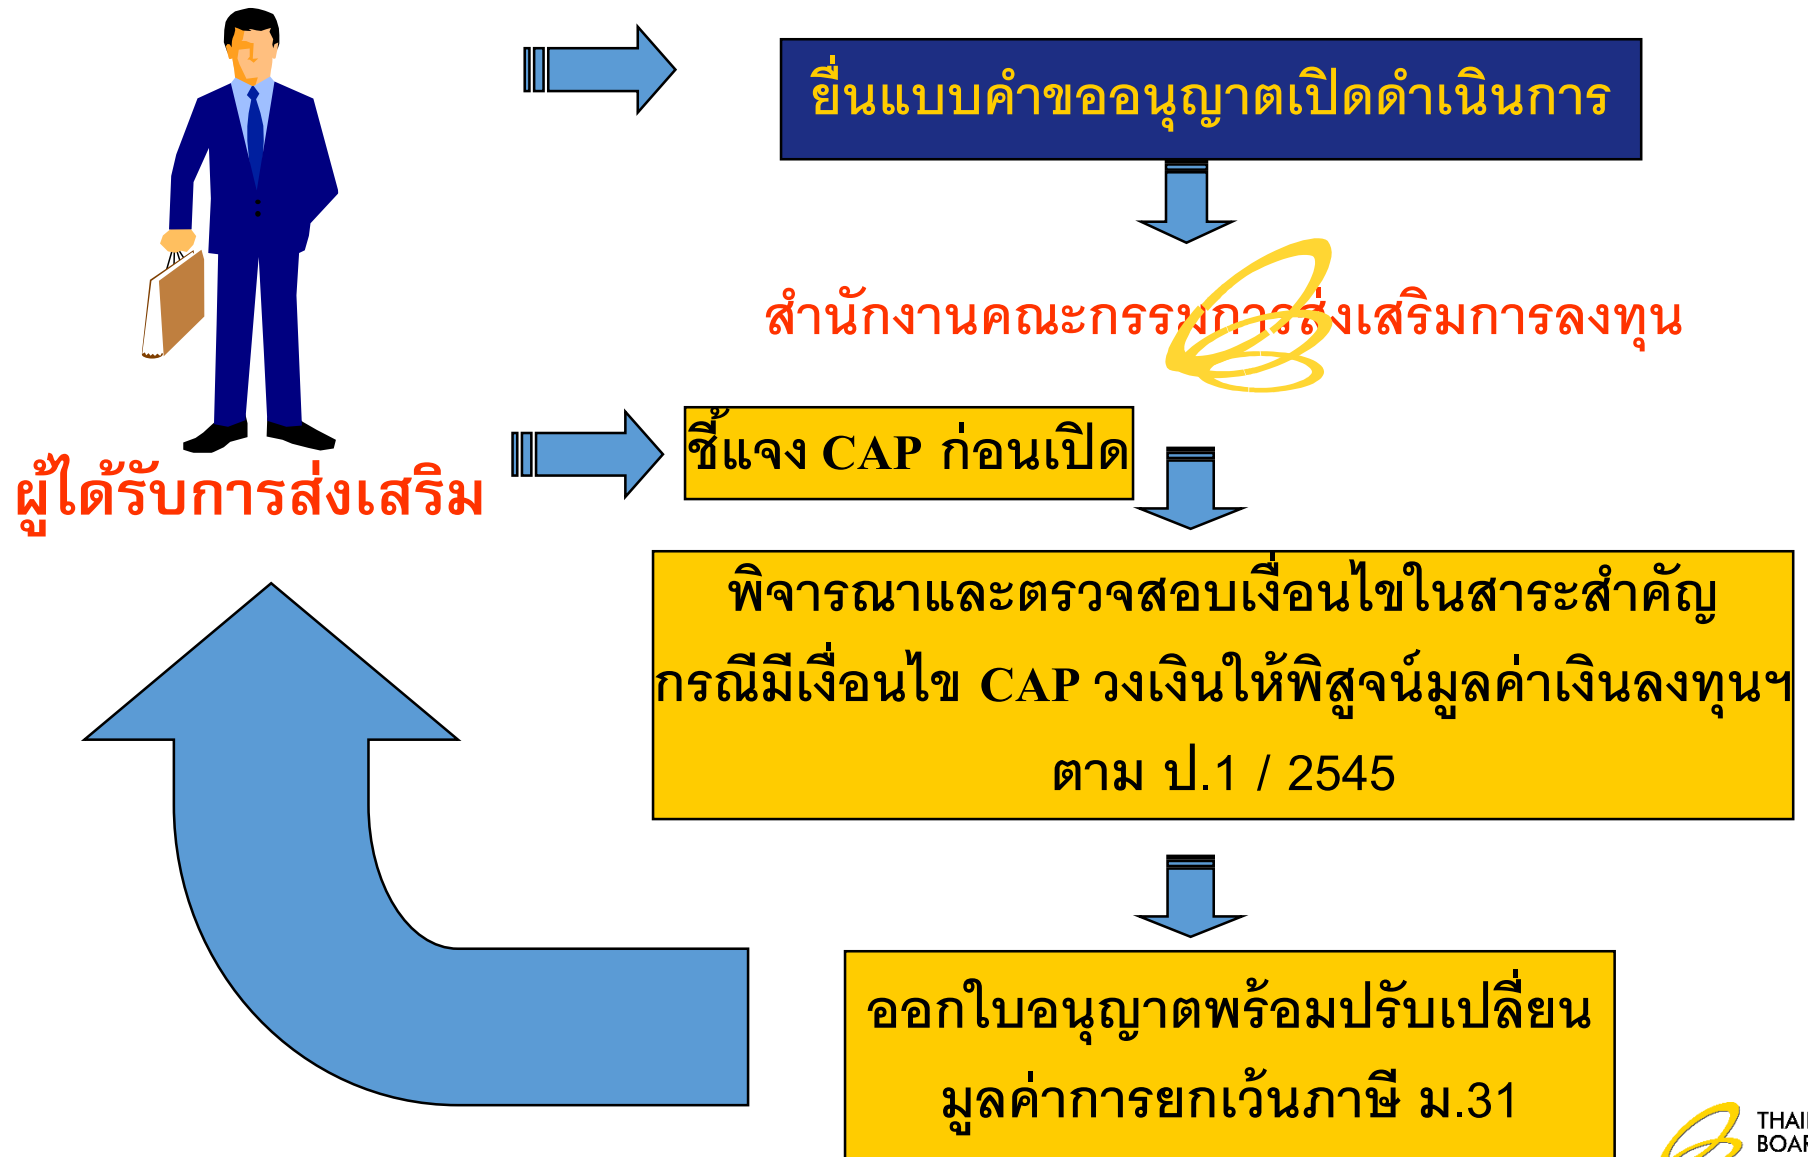 ยื่นแบบคำขออนุญาตเปิดดำเนินการ
สำนักงานคณะกรรมการส่งเสริมการลงทุน
ชี้แจง CAP ก่อนเปิด
ผู้ได้รับการส่งเสริม
พิจารณาและตรวจสอบเงื่อนไขในสาระสำคัญ
กรณีมีเงื่อนไข CAP วงเงินให้พิสูจน์มูลค่าเงินลงทุนฯ
ตาม ป.1 / 2545
ออกใบอนุญาตพร้อมปรับเปลี่ยน
มูลค่าการยกเว้นภาษี ม.31